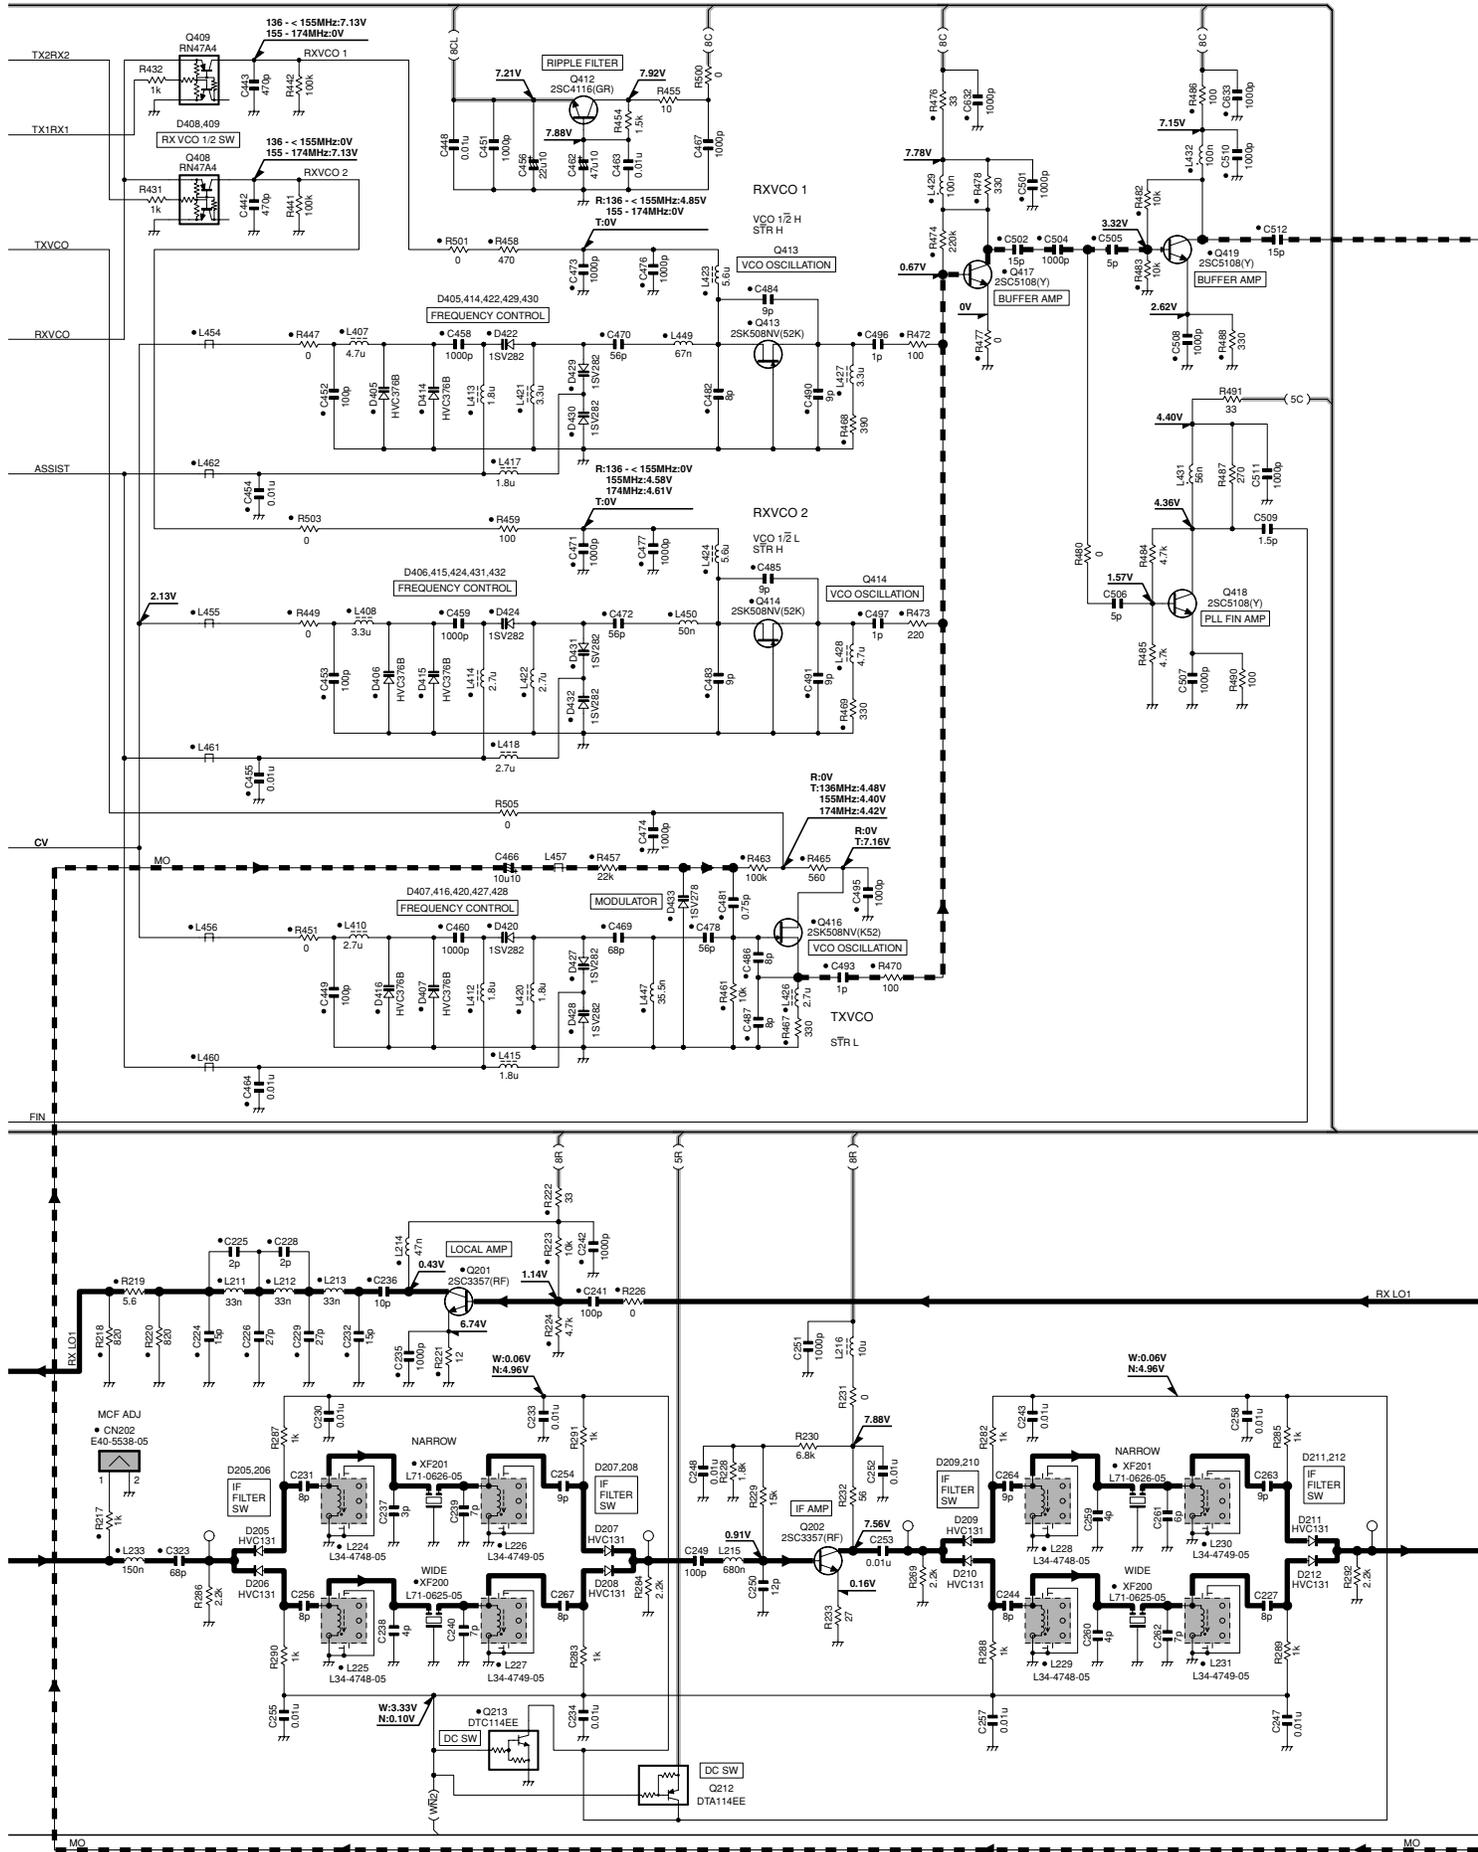 TX2RX2
TX1RX1
TXVCO
RXVCO
ASSIST
CV
MO
FIN
Q409
RN47A4
R432
1k
136 - < 155MHz:7.13V
155 - 174MHz:0V
RXVCO 1
C443
470p
R442
100k
D408,409
RX VCO 1/2 SW
Q408
RN47A4
R431
1k
136 - < 155MHz:0V
155 - 174MHz:7.13V
RXVCO 2
C442
470p
R441
100k
8CL
RIPPLE FILTER
Q412
2SC4116(GR)
7.21V
7.92V
7.88V
R455
10
R454
1.5k
C448
0.01u
C451
1000p
C456
22u10
C462
47u10
C463
0.01u
C467
1000p
8C
R500
0
RXVCO 1
VCO 1/2 H
STR H
R:136 - < 155MHz:4.85V
155 - 174MHz:0V
T:0V
R501
0
R458
470
C473
1000p
C476
1000p
L423
5.6u
Q413
VCO OSCILLATION
C484
9p
Q413
2SK508NV(52K)
D405,414,422,429,430
FREQUENCY CONTROL
L454
R447
0
L407
4.7u
C458
1000p
D422
1SV282
C470
56p
L449
67n
C496
1p
R472
100
C452
100p
D405
HVC376B
D414
HVC376B
L413
1.8u
L421
3.3u
D429
1SV282
D430
1SV282
C482
8p
C490
9p
L427
3.3u
R468
390
L462
C454
0.01u
L417
1.8u
R:136 - < 155MHz:0V
155MHz:4.58V
174MHz:4.61V
T:0V
RXVCO 2
VCO 1/2 L
STR H
R503
0
R459
100
C471
1000p
C477
1000p
L424
5.6u
C485
9p
Q414
2SK508NV(52K)
Q414
VCO OSCILLATION
D406,415,424,431,432
FREQUENCY CONTROL
2.13V
L455
R449
0
L408
3.3u
C459
1000p
D424
1SV282
C472
56p
L450
50n
C497
1p
R473
220
C453
100p
D406
HVC376B
D415
HVC376B
L414
2.7u
L422
2.7u
D431
1SV282
D432
1SV282
C483
9p
C491
9p
L428
4.7u
R469
330
L461
C455
0.01u
L418
2.7u
R505
0
C474
1000p
R:0V
T:136MHz:4.48V
155MHz:4.40V
174MHz:4.42V
R:0V
T:7.16V
C466
10u10
L457
R457
22k
R463
100k
R465
560
C495
1000p
D407,416,420,427,428
FREQUENCY CONTROL
MODULATOR
D433
1SV278
C481
0.75p
Q416
2SK508NV(K52)
VCO OSCILLATION
L456
R451
0
L410
2.7u
C460
1000p
D420
1SV282
C469
68p
C478
56p
C449
100p
D416
HVC376B
D407
HVC376B
L412
1.8u
L420
1.8u
D427
1SV282
D428
1SV282
L447
35.5n
R461
10k
C486
8p
C487
8p
C493
1p
R470
100
L426
2.7u
R467
330
TXVCO
STR L
L460
C464
0.01u
L415
1.8u
8C
R476
33
C632
1000p
7.78V
L429
100n
R478
330
C501
1000p
R474
220k
0.67V
Q417
2SC5108(Y)
BUFFER AMP
0V
R477
0
C502
15p
C504
1000p
C505
5p
8C
R486
100
C633
1000p
7.15V
L432
100n
C510
1000p
R482
10k
3.32V
R483
10k
Q419
2SC5108(Y)
BUFFER AMP
C512
15p
2.62V
C508
1000p
R488
330
R491
33
5C
4.40V
L431
56n
R487
270
C511
1000p
4.36V
C509
1.5p
R480
0
R484
4.7k
1.57V
C506
5p
Q418
2SC5108(Y)
PLL FIN AMP
R485
4.7k
C507
1000p
R490
100
8R
5R
8R
R222
33
R223
10k
C242
1000p
L214
47n
LOCAL AMP
0.43V
Q201
2SC3357(RF)
1.14V
C241
100p
R226
0
R224
4.7k
6.74V
C235
1000p
R221
12
RX LO1
RX LO1
R219
5.6
C225
2p
C228
2p
L211
33n
L212
33n
L213
33n
C236
10p
R218
820
R220
820
C224
15p
C226
27p
C229
27p
C232
15p
MCF ADJ
CN202
E40-5538-05
1
2
R217
1k
L233
150n
C323
68p
R286
2.2k
D205,206
IF
FILTER
SW
D205
HVC131
D206
HVC131
R287
1k
C230
0.01u
W:0.06V
N:4.96V
C233
0.01u
R291
1k
NARROW
XF201
L71-0626-05
C231
8p
C237
3p
C239
7p
C254
9p
L224
L34-4748-05
L226
L34-4749-05
D207,208
IF
FILTER
SW
D207
HVC131
D208
HVC131
WIDE
XF200
L71-0625-05
C256
8p
C238
4p
C240
7p
C267
8p
L225
L34-4748-05
L227
L34-4749-05
R290
1k
R283
1k
R284
2.2k
C255
0.01u
C234
0.01u
W:3.33V
N:0.10V
Q213
DTC114EE
DC SW
DC SW
Q212
DTA114EE
WN2
C249
100p
L215
680n
C248
0.01u
R228
1.8k
R229
15k
R230
6.8k
C251
1000p
L216
10u
R231
0
7.88V
C252
0.01u
R232
56
IF AMP
Q202
2SC3357(RF)
0.91V
7.56V
C250
12p
0.16V
R233
27
C253
0.01u
R269
2.2k
D209,210
IF
FILTER
SW
D209
HVC131
D210
HVC131
R282
1k
C243
0.01u
W:0.06V
N:4.96V
C258
0.01u
R285
1k
NARROW
XF201
L71-0626-05
C264
9p
C259
4p
C261
6p
C263
9p
L228
L34-4748-05
L230
L34-4749-05
D211,212
IF
FILTER
SW
D211
HVC131
D212
HVC131
WIDE
XF200
L71-0625-05
C244
8p
C260
4p
C262
7p
C227
8p
L229
L34-4748-05
L231
L34-4749-05
R288
1k
R289
1k
R292
2.2k
C257
0.01u
C247
0.01u
MO
MO